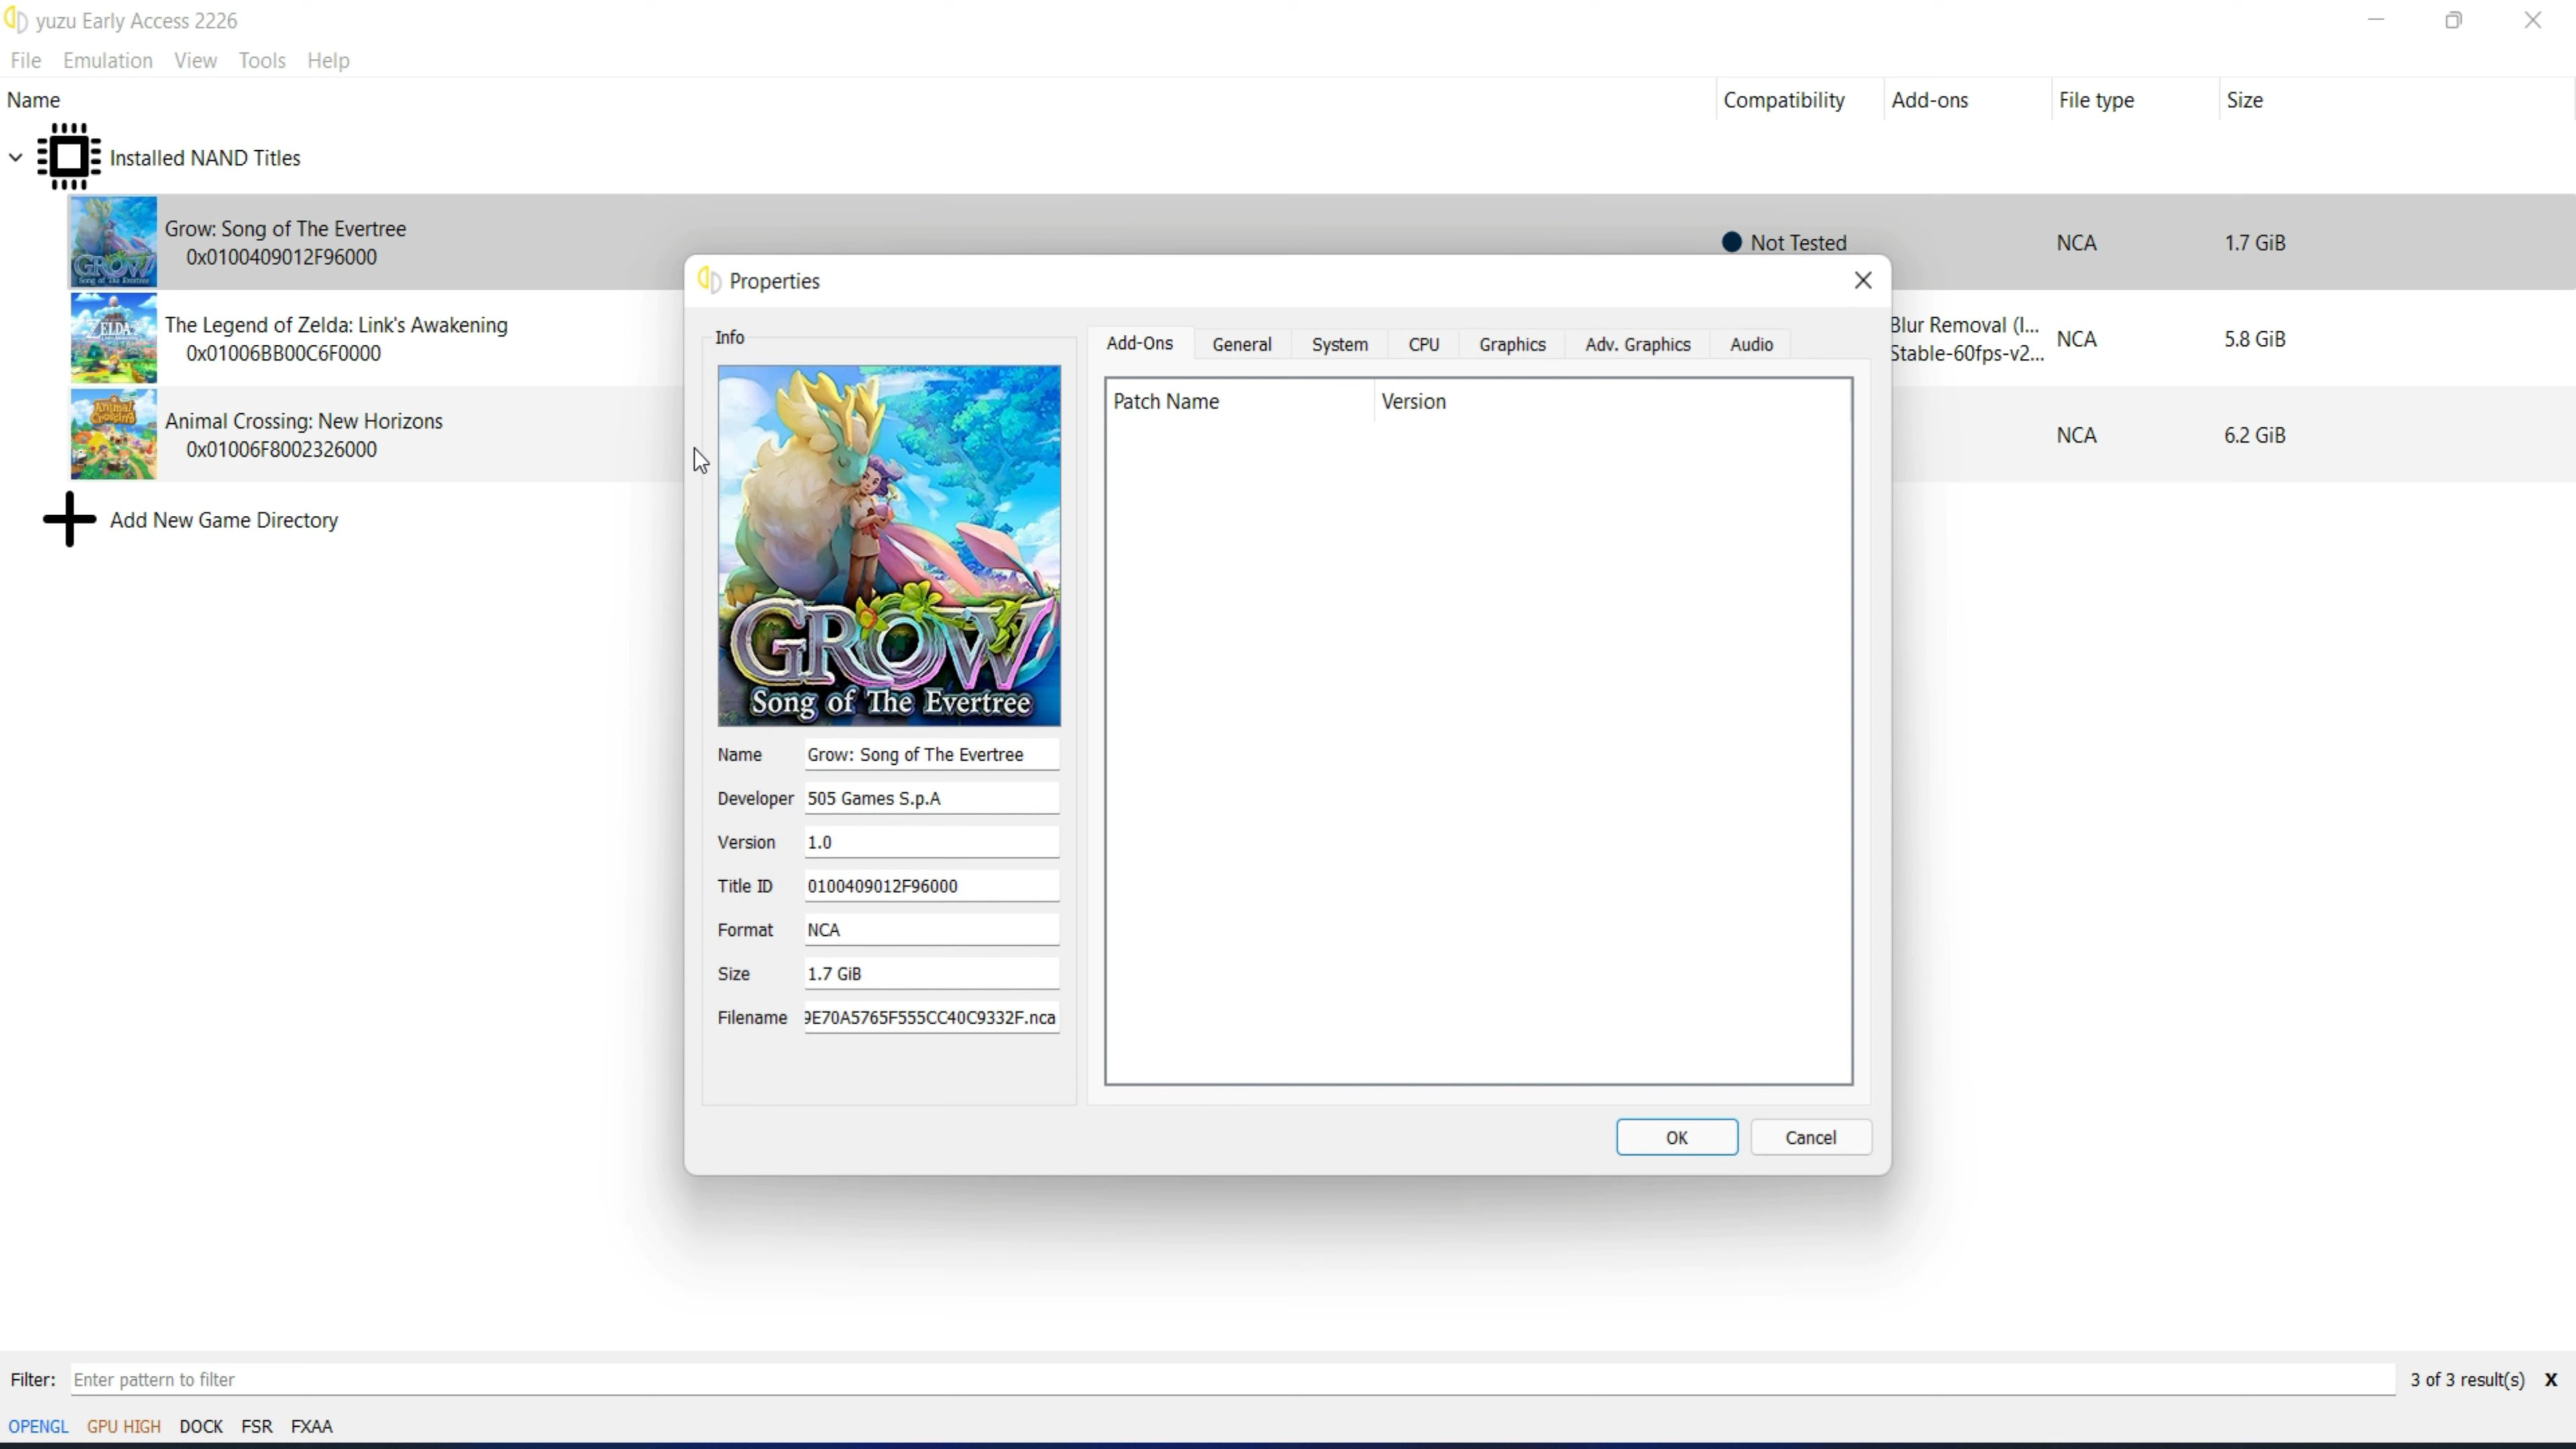 yuzu Early Access 2226
File Emulation View Tools Help
Name Compatibility Add-ons File type Size
Installed NAND Titles
Grow: Song of The Evertree
0x0100409012F96000
Not Tested NCA 1.7 GiB
The Legend of Zelda: Link's Awakening
0x01006BB00C6F0000
Blur Removal (I...
Stable-60fps-v2...
NCA 5.8 GiB
Animal Crossing: New Horizons
0x01006F8002326000
NCA 6.2 GiB
Add New Game Directory
Properties
Info
GROW
Song of The Evertree
Name Grow: Song of The Evertree
Developer 505 Games S.p.A
Version 1.0
Title ID 0100409012F96000
Format NCA
Size 1.7 GiB
Filename 9E70A5765F555CC40C9332F.nca
Add-Ons General System CPU Graphics Adv. Graphics Audio
Patch Name Version
OK Cancel
Filter: Enter pattern to filter 3 of 3 result(s) X
OPENGL GPU HIGH DOCK FSR FXAA